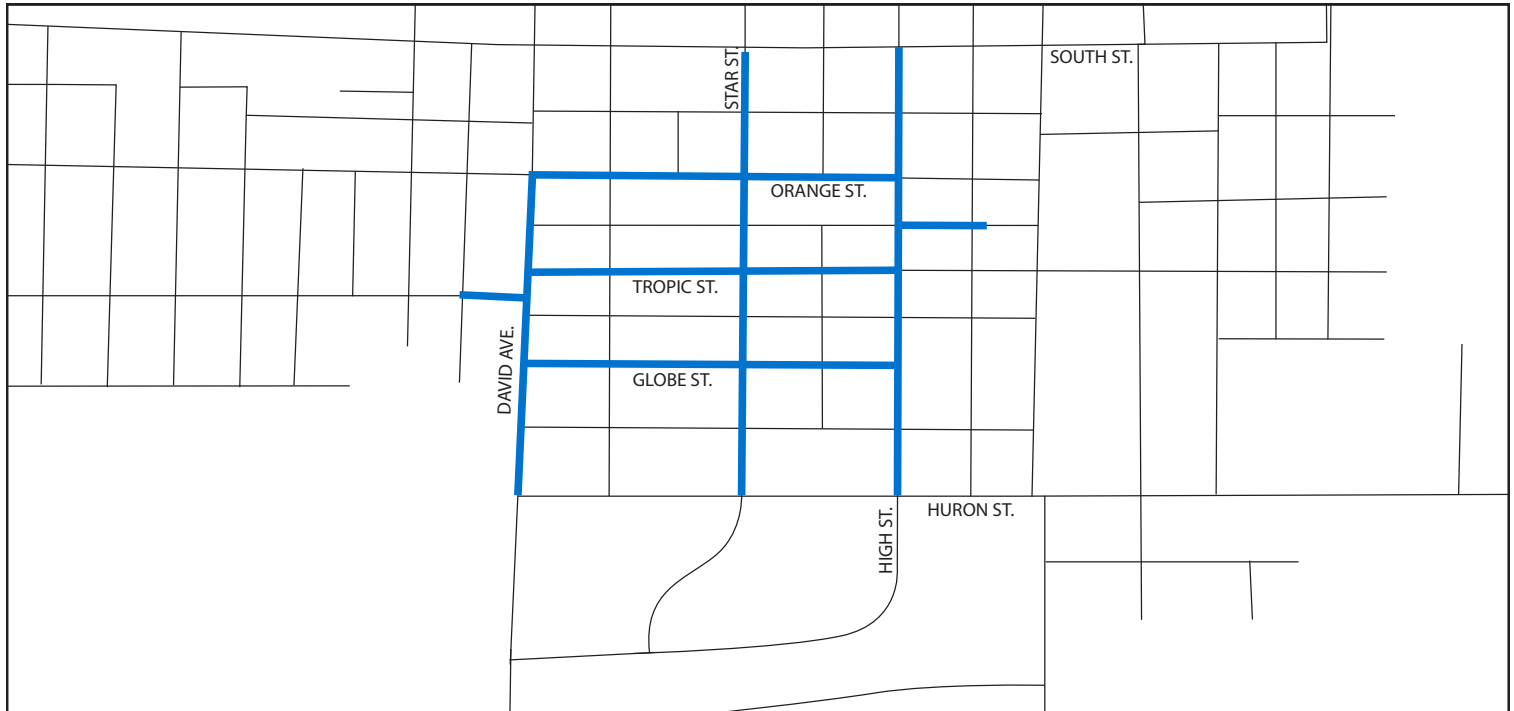 SOUTH ST.
STAR ST.
ORANGE ST.
TROPIC ST.
DAVID AVE.
GLOBE ST.
HURON ST.
HIGH ST.